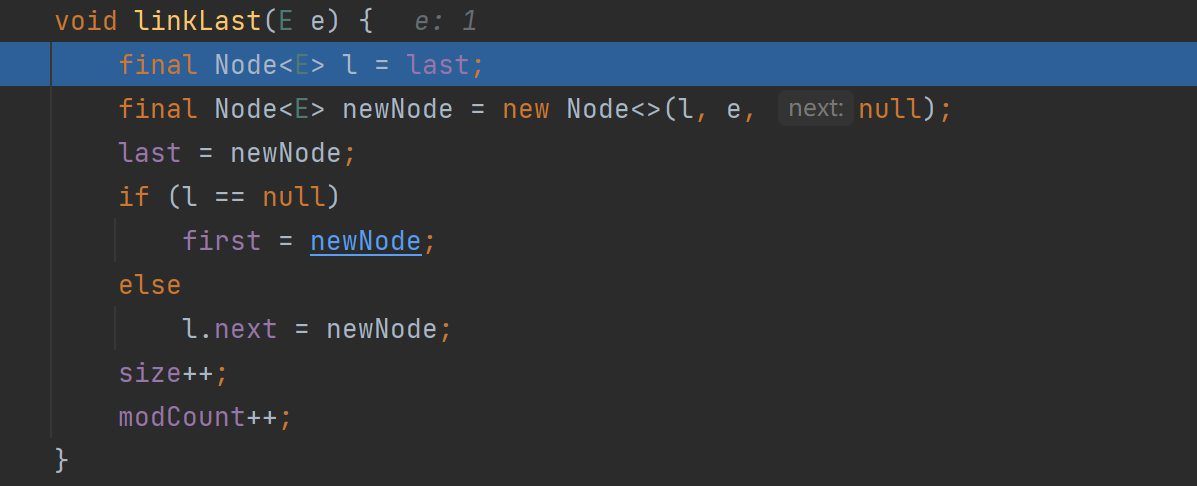 void linkLast(E e) {   e: 1
    final Node<E> l = last;
    final Node<E> newNode = new Node<>(l, e, next: null);
    last = newNode;
    if (l == null)
        first = newNode;
    else
        l.next = newNode;
    size++;
    modCount++;
}